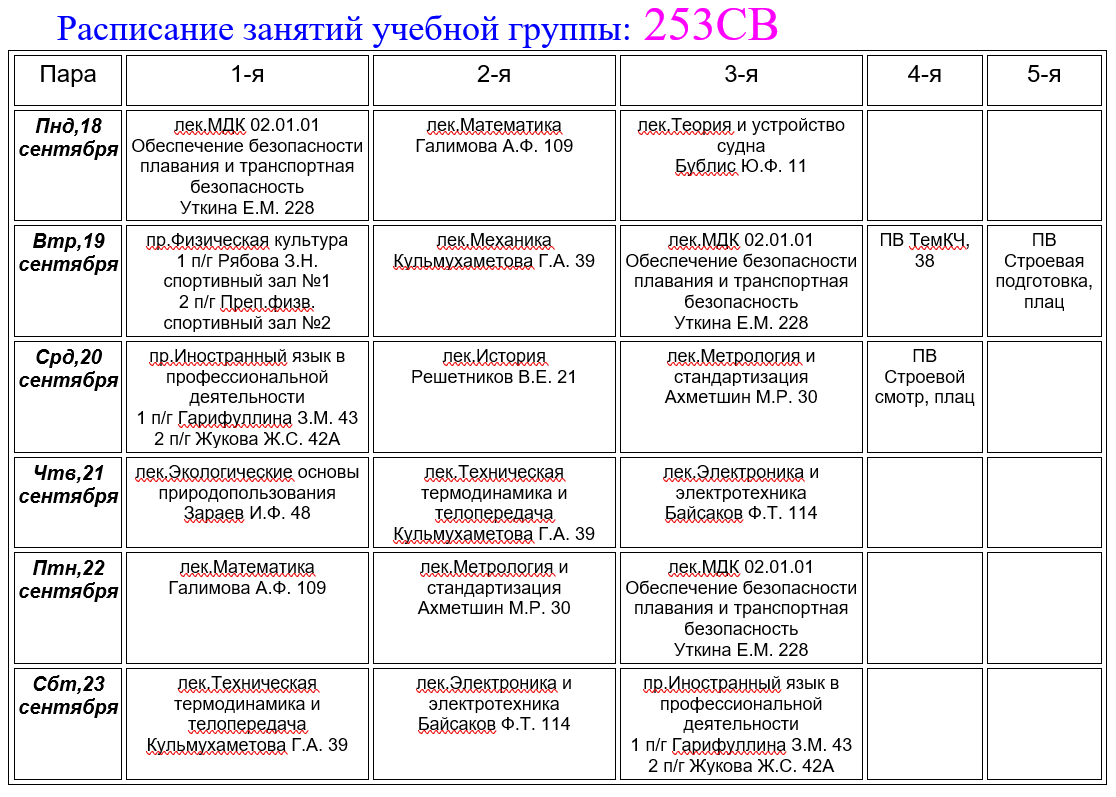 Расписание занятий учебной группы: 253СВ
Пара
1-я
2-я
3-я
4-я
5-я
Пнд,18
сентября
лек.МДК 02.01.01
Обеспечение безопасности
плавания и транспортная
безопасность
Уткина Е.М. 228
лек.Математика
Галимова А.Ф. 109
лек.Теория и устройство
судна
Бублис Ю.Ф. 11
Втр,19
сентября
пр.Физическая культура
1 п/г Рябова З.Н.
спортивный зал №1
2 п/г Преп.физв.
спортивный зал №2
лек.Механика
Кульмухаметова Г.А. 39
лек.МДК 02.01.01
Обеспечение безопасности
плавания и транспортная
безопасность
Уткина Е.М. 228
ПВ ТемКЧ,
38
ПВ
Строевая
подготовка,
плац
Срд,20
сентября
пр.Иностранный язык в
профессиональной
деятельности
1 п/г Гарифуллина З.М. 43
2 п/г Жукова Ж.С. 42А
лек.История
Решетников В.Е. 21
лек.Метрология и
стандартизация
Ахметшин М.Р. 30
ПВ
Строевой
смотр, плац
Чтв,21
сентября
лек.Экологические основы
природопользования
Зараев И.Ф. 48
лек.Техническая
термодинамика и
телопередача
Кульмухаметова Г.А. 39
лек.Электроника и
электротехника
Байсаков Ф.Т. 114
Птн,22
сентября
лек.Математика
Галимова А.Ф. 109
лек.Метрология и
стандартизация
Ахметшин М.Р. 30
лек.МДК 02.01.01
Обеспечение безопасности
плавания и транспортная
безопасность
Уткина Е.М. 228
Сбт,23
сентября
лек.Техническая
термодинамика и
телопередача
Кульмухаметова Г.А. 39
лек.Электроника и
электротехника
Байсаков Ф.Т. 114
пр.Иностранный язык в
профессиональной
деятельности
1 п/г Гарифуллина З.М. 43
2 п/г Жукова Ж.С. 42А